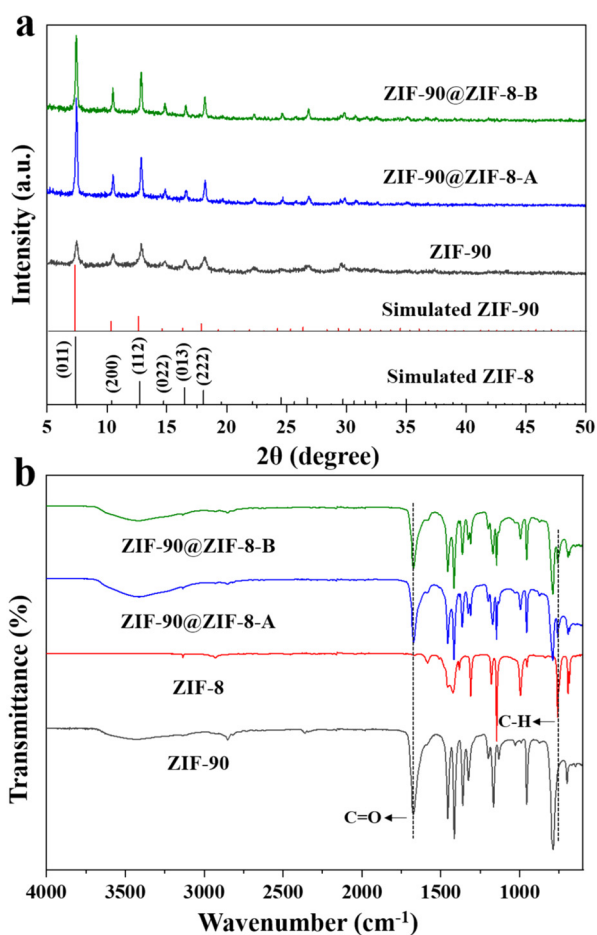 a
Intensity (a.u.)
ZIF-90@ZIF-8-B
ZIF-90@ZIF-8-A
ZIF-90
Simulated ZIF-90
Simulated ZIF-8
(011)
(200)
(112)
(022)
(013)
(222)
5 10 15 20 25 30 35 40 45 50
2θ (degree)
b
Transmittance (%)
ZIF-90@ZIF-8-B
ZIF-90@ZIF-8-A
ZIF-8
C-H
ZIF-90
C=O
4000 3500 3000 2500 2000 1500 1000
Wavenumber (cm⁻¹)